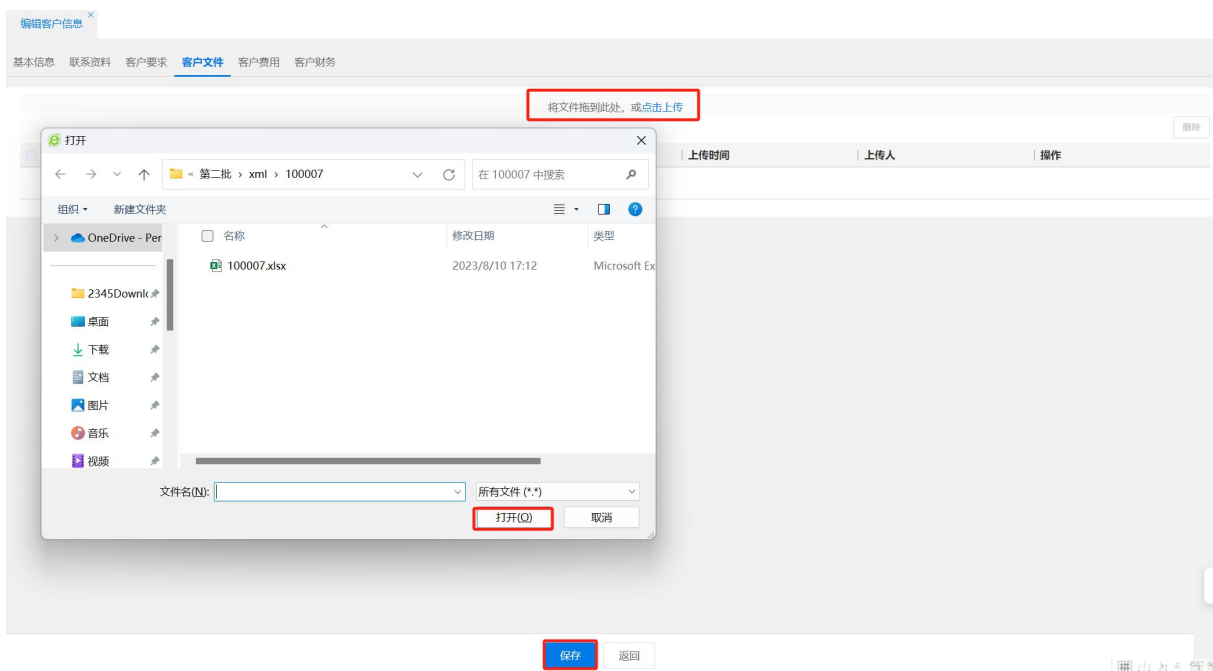 编辑客户信息 ×
基本信息 联系资料 客户要求 客户文件 客户费用 客户财务
将文件拖到此处，或点击上传
删除
打开
上传时间 上传人 操作
« 第二批 › xml › 100007
在 100007 中搜索
组织 新建文件夹
OneDrive - Per
名称 修改日期 类型
100007.xlsx 2023/8/10 17:12 Microsoft Ex
2345Downlc
桌面
下载
文档
图片
音乐
视频
文件名(N):
所有文件 (*.*)
打开(O) 取消
保存 返回